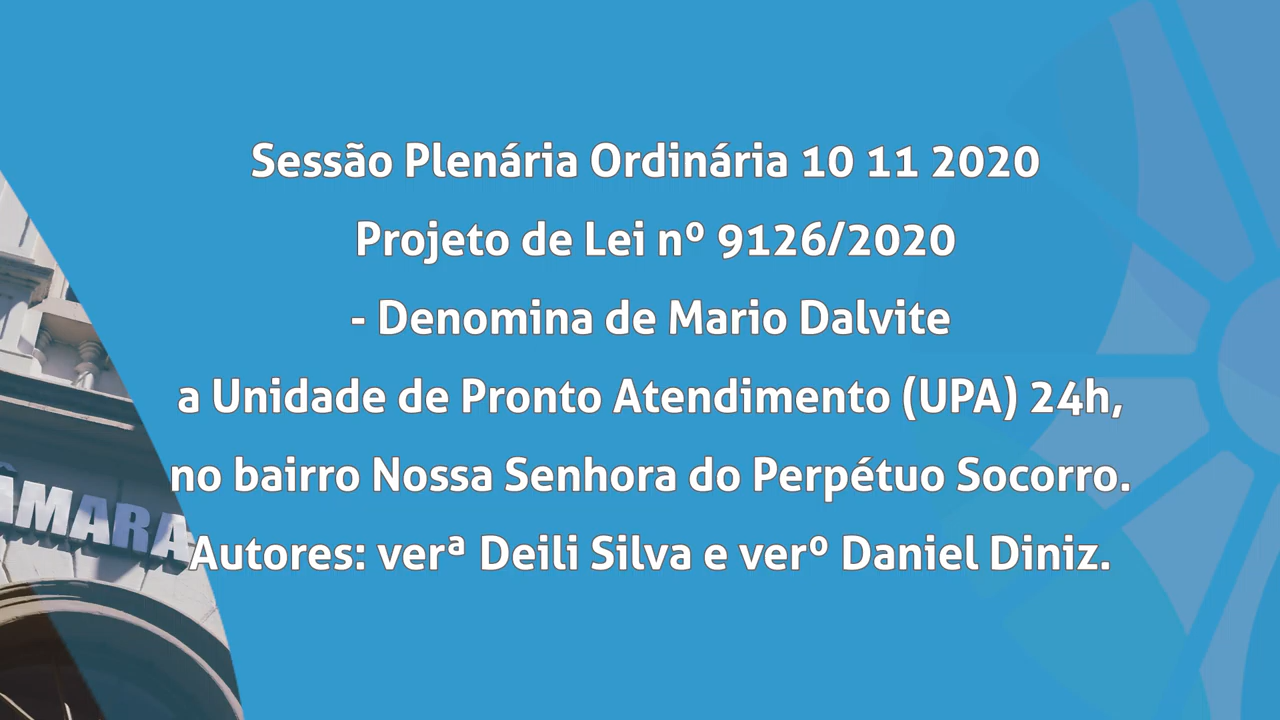 Sessão Plenária Ordinária 10 11 2020
Projeto de Lei nº 9126/2020
- Denomina de Mario Dalvite
a Unidade de Pronto Atendimento (UPA) 24h,
no bairro Nossa Senhora do Perpétuo Socorro.
Autores: verª Deili Silva e verº Daniel Diniz.
ÂMARA